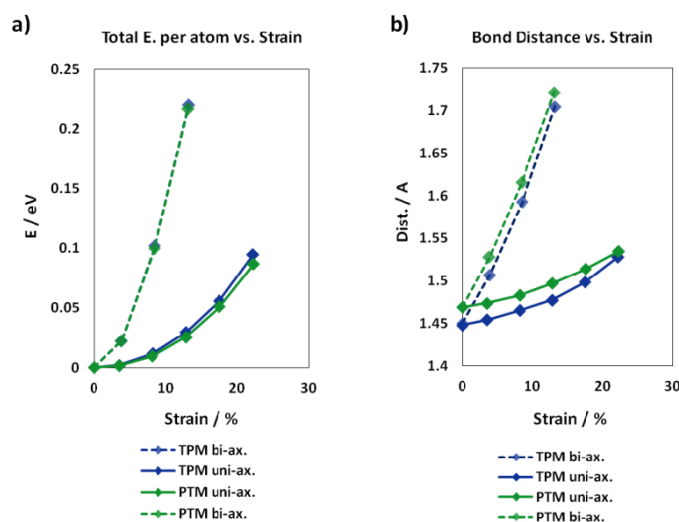 a)
Total E. per atom vs. Strain
0.25
0.2
0.15
0.1
0.05
0
E / eV
0 10 20 30
Strain / %
TPM bi-ax.
TPM uni-ax.
PTM uni-ax.
PTM bi-ax.
b)
Bond Distance vs. Strain
1.75
1.7
1.65
1.6
1.55
1.5
1.45
1.4
Dist. / A
0 10 20 30
Strain / %
TPM bi-ax.
TPM uni-ax.
PTM uni-ax.
PTM bi-ax.